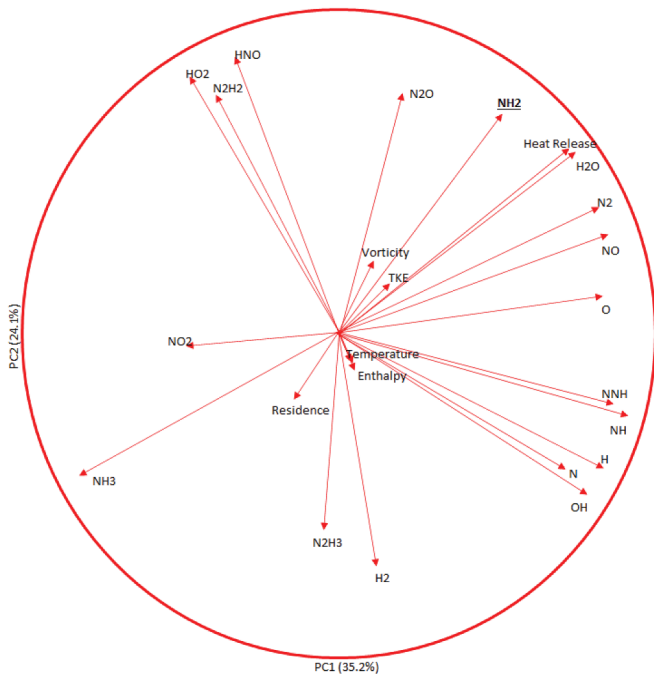 HNO
HO2
N2H2
N2O
NH2
Heat Release
H2O
N2
NO
Vorticity
TKE
O
PC2 (24.1%)
NO2
Temperature
Enthalpy
NNH
Residence
NH
H
NH3
N
OH
N2H3
H2
PC1 (35.2%)